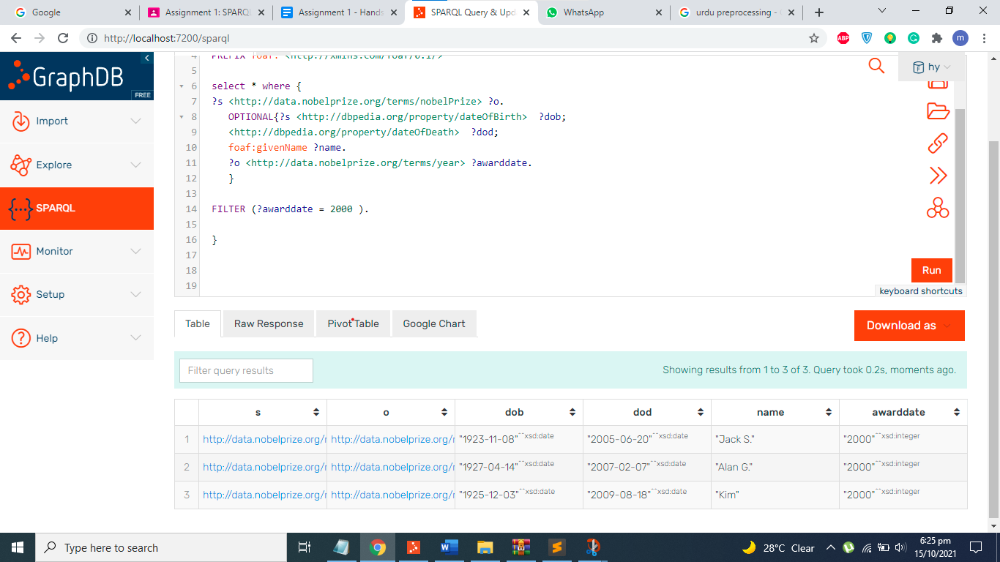 Google
Assignment 1: SPARQL
Assignment 1 - Hands
SPARQL Query & Upd
WhatsApp
urdu preprocessing -
http://localhost:7200/sparql
ABP
m
GraphDB
FREE
hy
Import
Explore
SPARQL
Monitor
Setup
Help
4 PREFIX foaf: <http://xmlns.com/foaf/0.1/>
5
6 select * where {
7 ?s <http://data.nobelprize.org/terms/nobelPrize> ?o.
8 OPTIONAL{?s <http://dbpedia.org/property/dateOfBirth> ?dob;
9 <http://dbpedia.org/property/dateOfDeath> ?dod;
10 foaf:givenName ?name.
11 ?o <http://data.nobelprize.org/terms/year> ?awarddate.
12 }
13
14 FILTER (?awarddate = 2000 ).
15
16 }
17
18
19
Run
keyboard shortcuts
Table Raw Response Pivot Table Google Chart
Download as
Filter query results
Showing results from 1 to 3 of 3. Query took 0.2s, moments ago.
s o dob dod name awarddate
1 http://data.nobelprize.org/r http://data.nobelprize.org/r "1923-11-08"^^xsd:date "2005-06-20"^^xsd:date "Jack S." "2000"^^xsd:integer
2 http://data.nobelprize.org/r http://data.nobelprize.org/r "1927-04-14"^^xsd:date "2007-02-07"^^xsd:date "Alan G." "2000"^^xsd:integer
3 http://data.nobelprize.org/r http://data.nobelprize.org/r "1925-12-03"^^xsd:date "2009-08-18"^^xsd:date "Kim" "2000"^^xsd:integer
Type here to search
28°C Clear
6:25 pm
15/10/2021